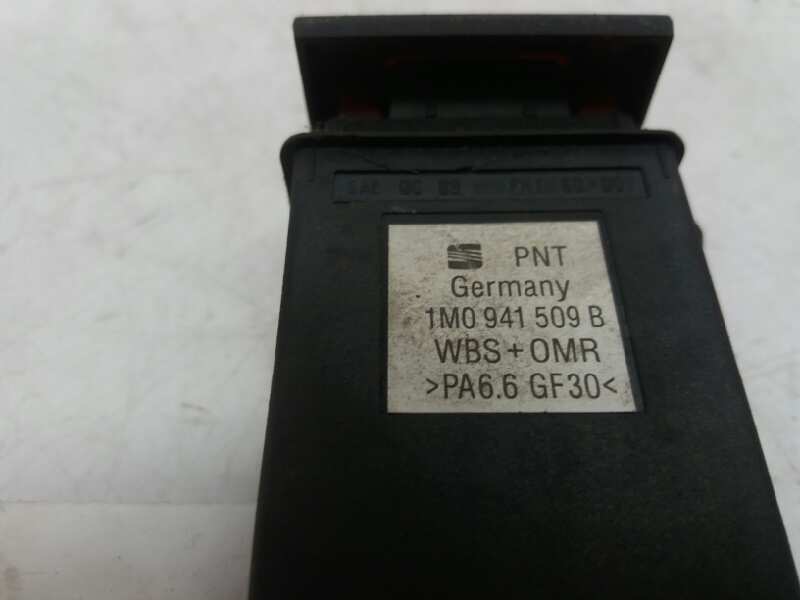 PNT
Germany
1M0 941 509 B
WBS+OMR
>PA6.6 GF30<